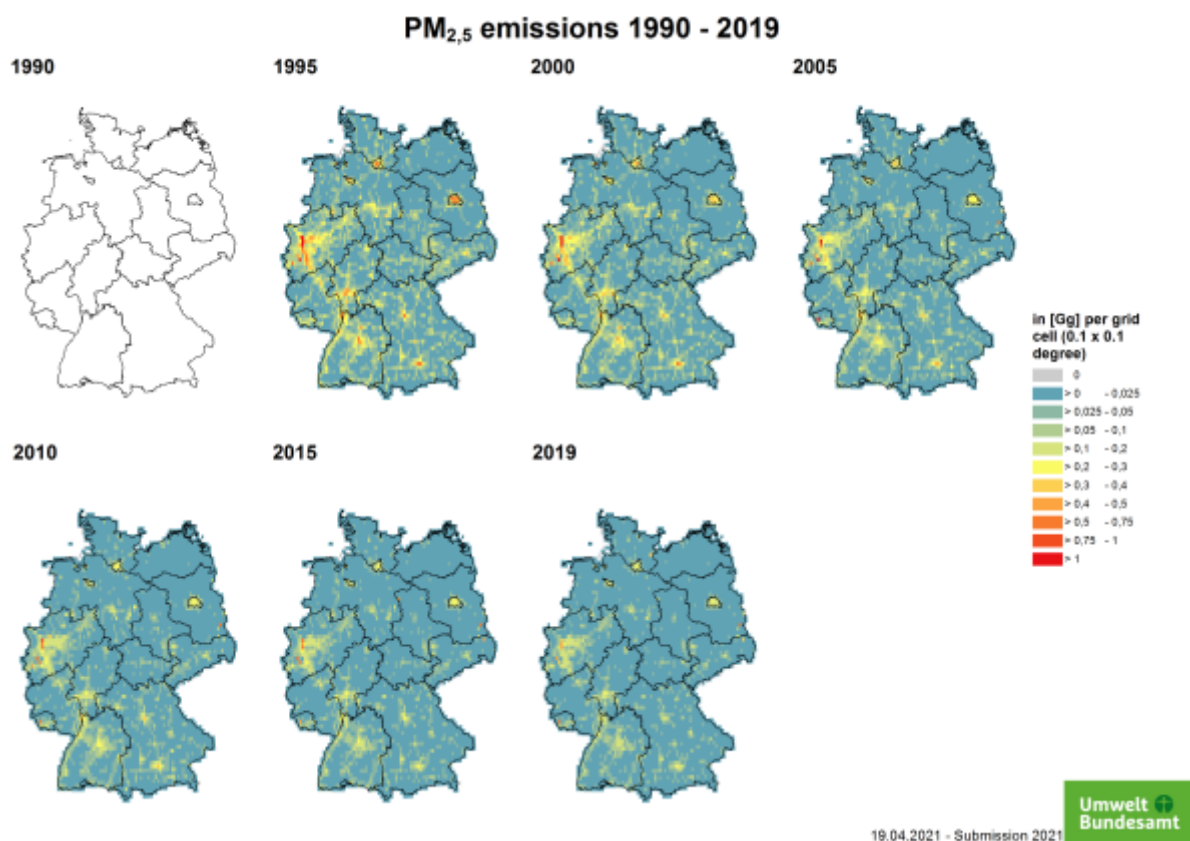 PM2,5 emissions 1990 - 2019
1990
1995
2000
2005
in [Gg] per grid
cell (0.1 x 0.1
degree)
0
> 0 - 0,025
> 0,025 - 0,05
> 0,05 - 0,1
> 0,1 - 0,2
> 0,2 - 0,3
> 0,3 - 0,4
> 0,4 - 0,5
> 0,5 - 0,75
> 0,75 - 1
> 1
2010
2015
2019
Umwelt
Bundesamt
19.04.2021 - Submission 2021